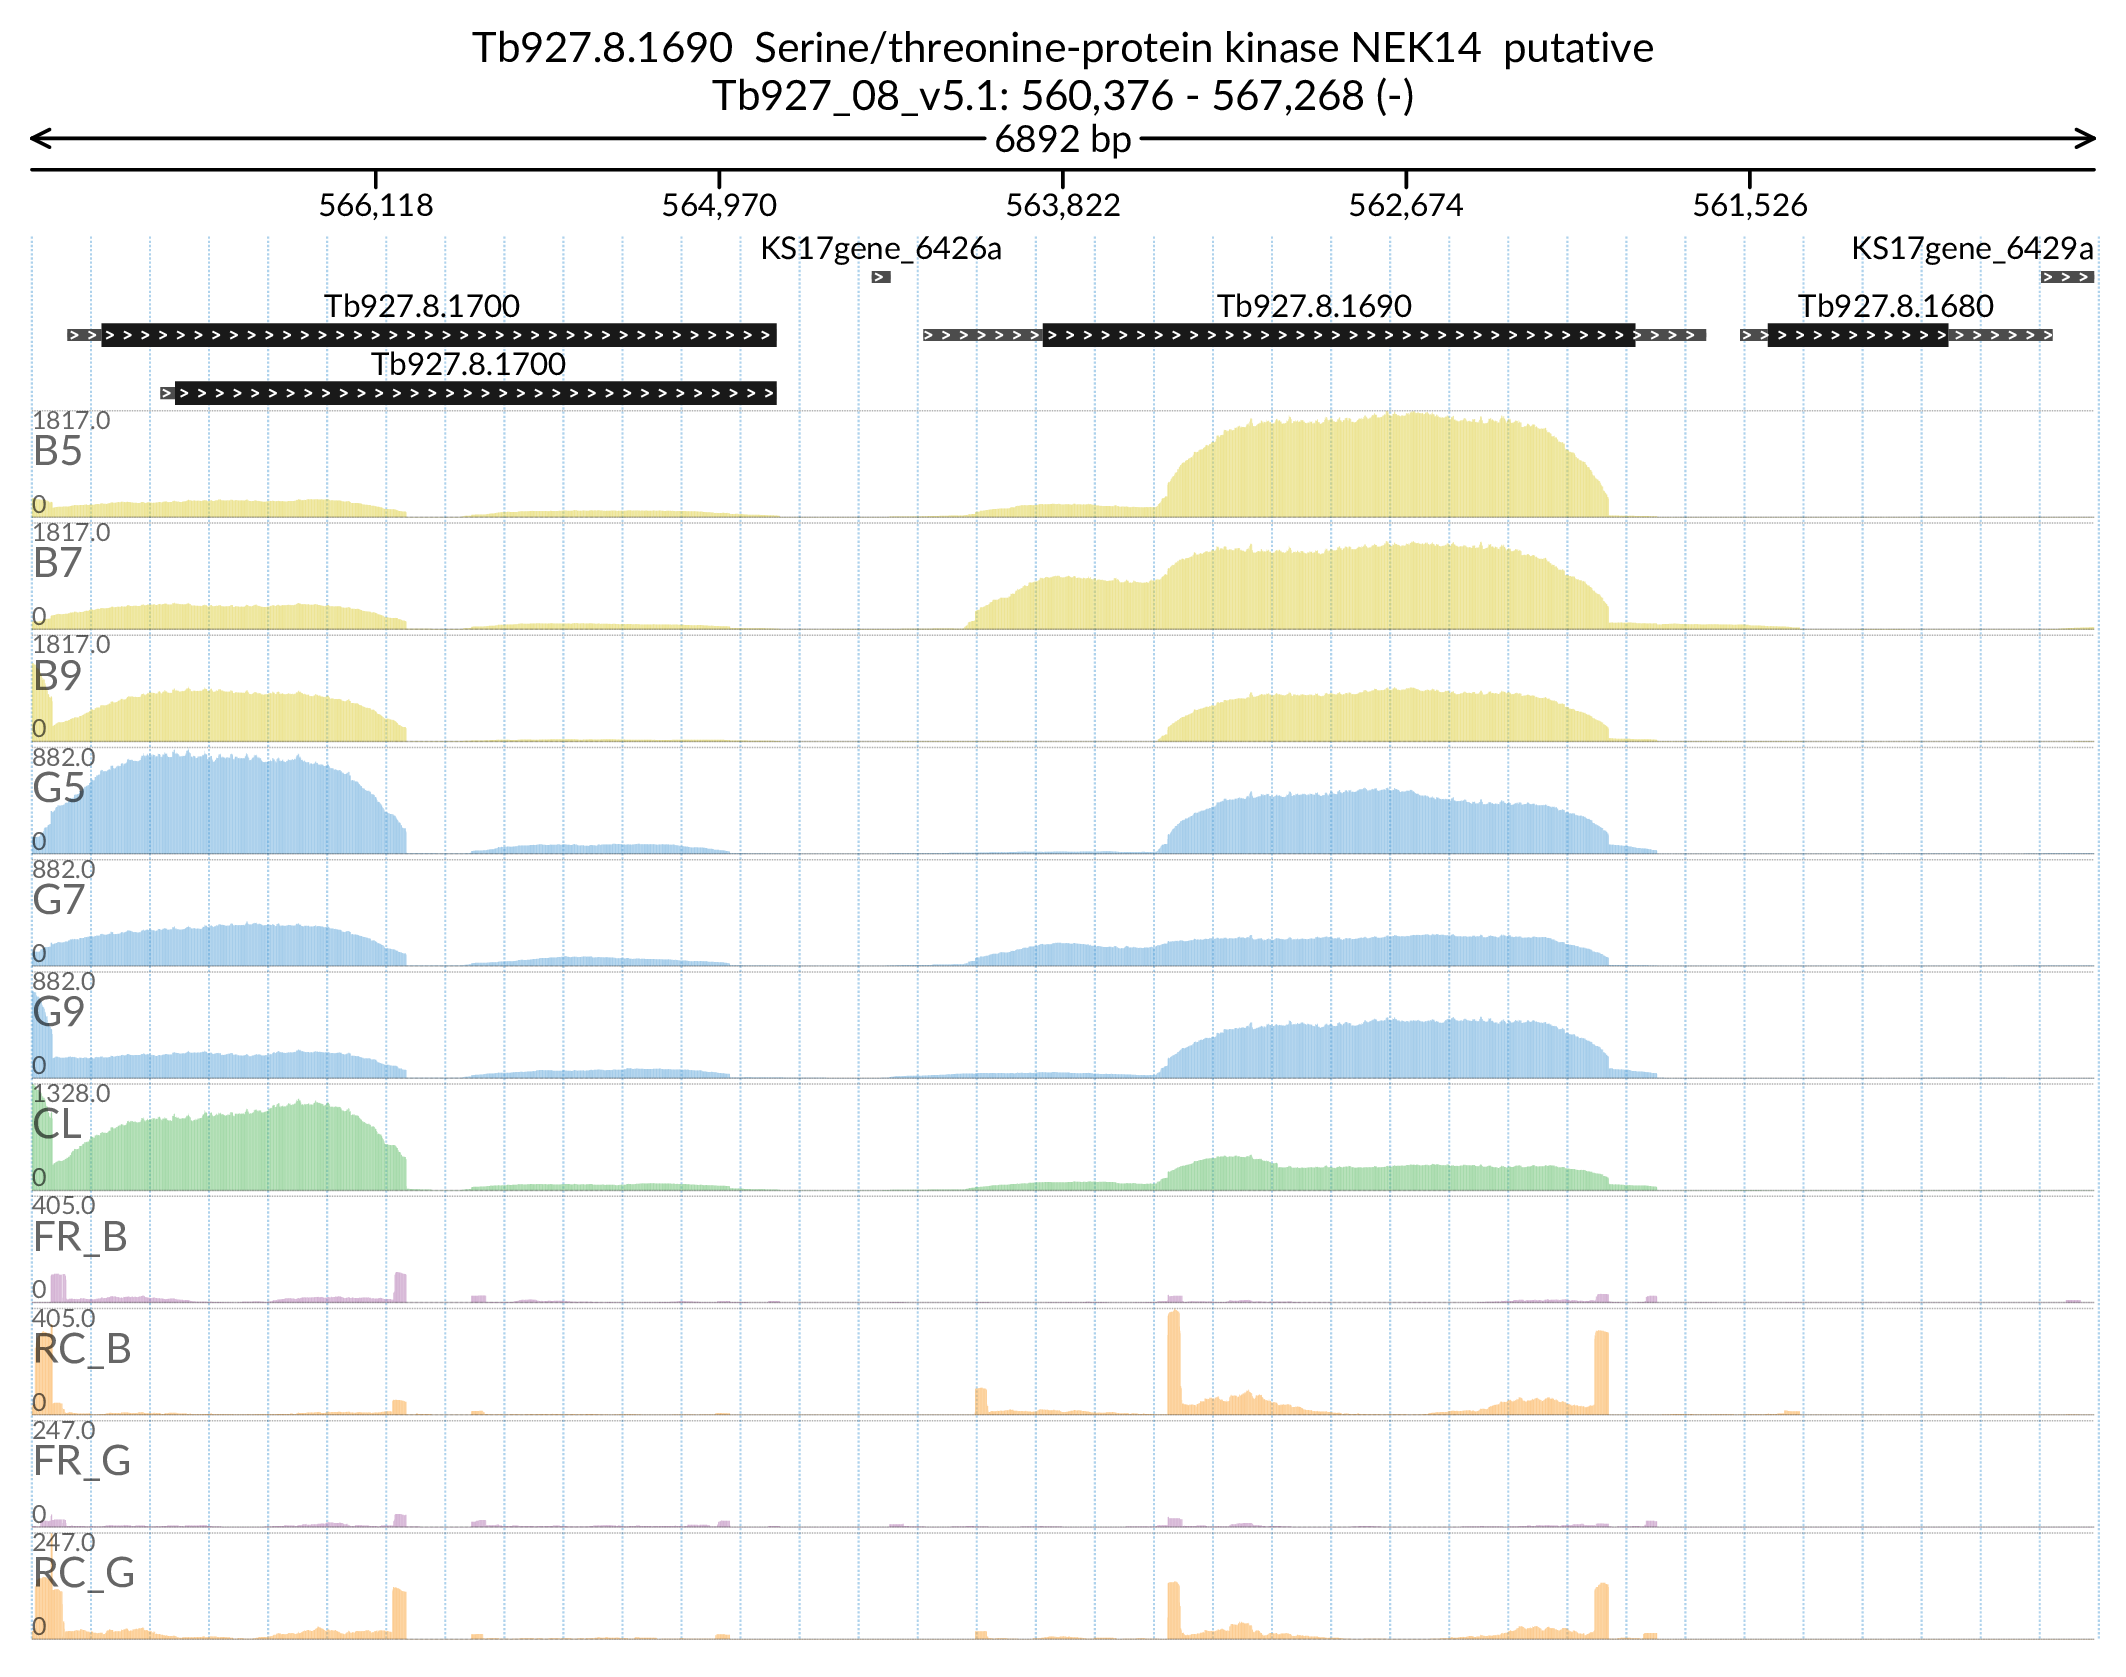 Tb927.8.1690  Serine/threonine-protein kinase NEK14  putative
Tb927_08_v5.1: 560,376 - 567,268 (-)
6892 bp
566,118 564,970 563,822 562,674 561,526
KS17gene_6426a KS17gene_6429a
Tb927.8.1700 Tb927.8.1690 Tb927.8.1680
Tb927.8.1700
1817.0
B5
0
1817.0
B7
0
1817.0
B9
0
882.0
G5
0
882.0
G7
0
882.0
G9
0
1328.0
CL
0
405.0
FR_B
0
405.0
RC_B
0
247.0
FR_G
0
247.0
RC_G
0